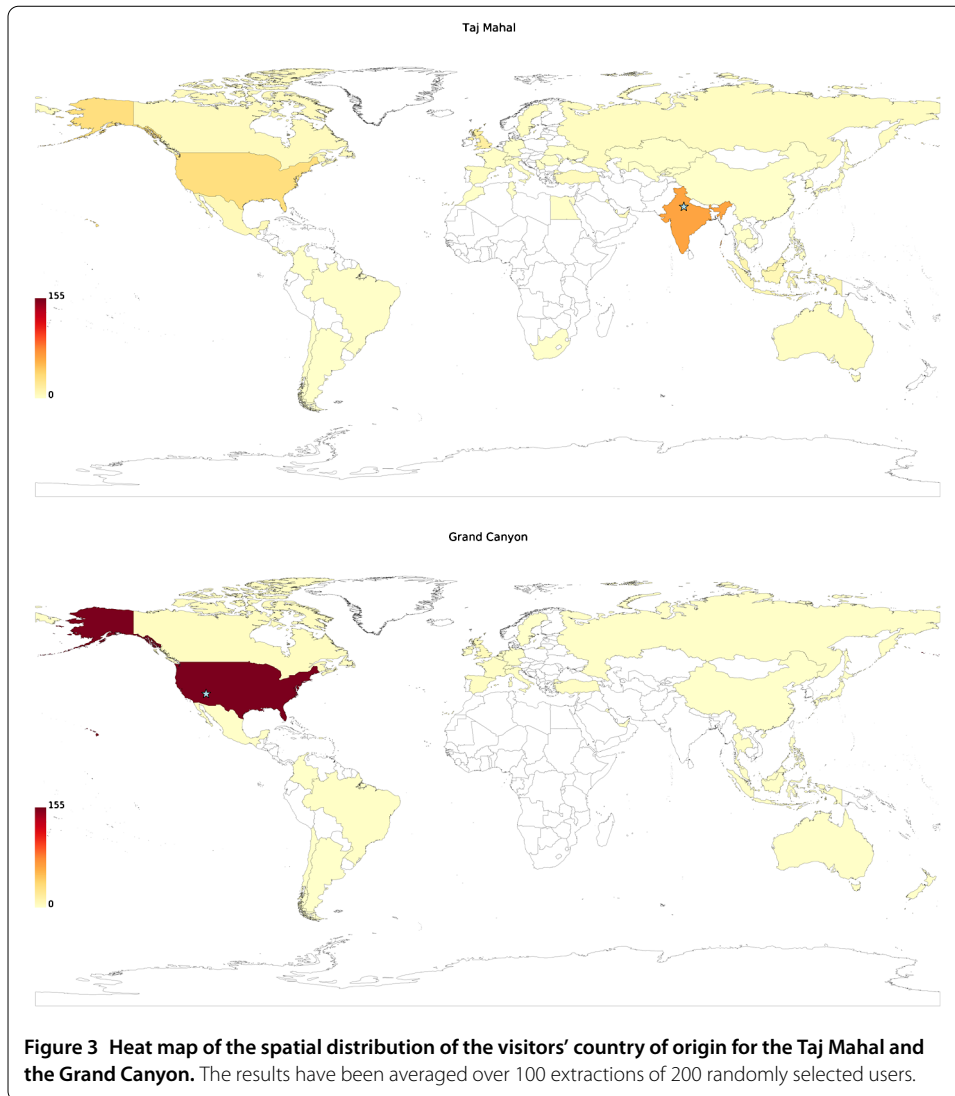 Taj Mahal
155
0
Grand Canyon
155
0
Figure 3 Heat map of the spatial distribution of the visitors' country of origin for the Taj Mahal and
the Grand Canyon. The results have been averaged over 100 extractions of 200 randomly selected users.